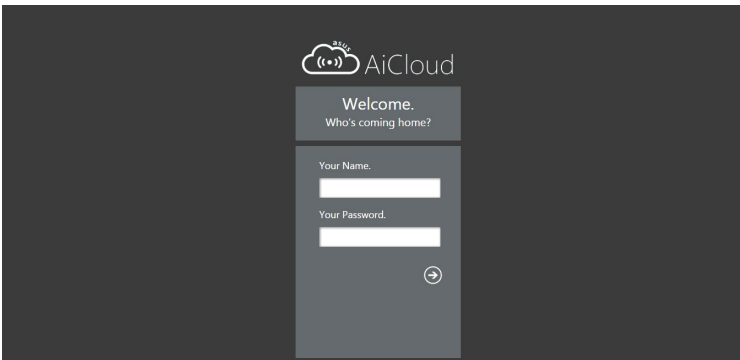 asus
AiCloud
Welcome.
Who's coming home?
Your Name.
Your Password.